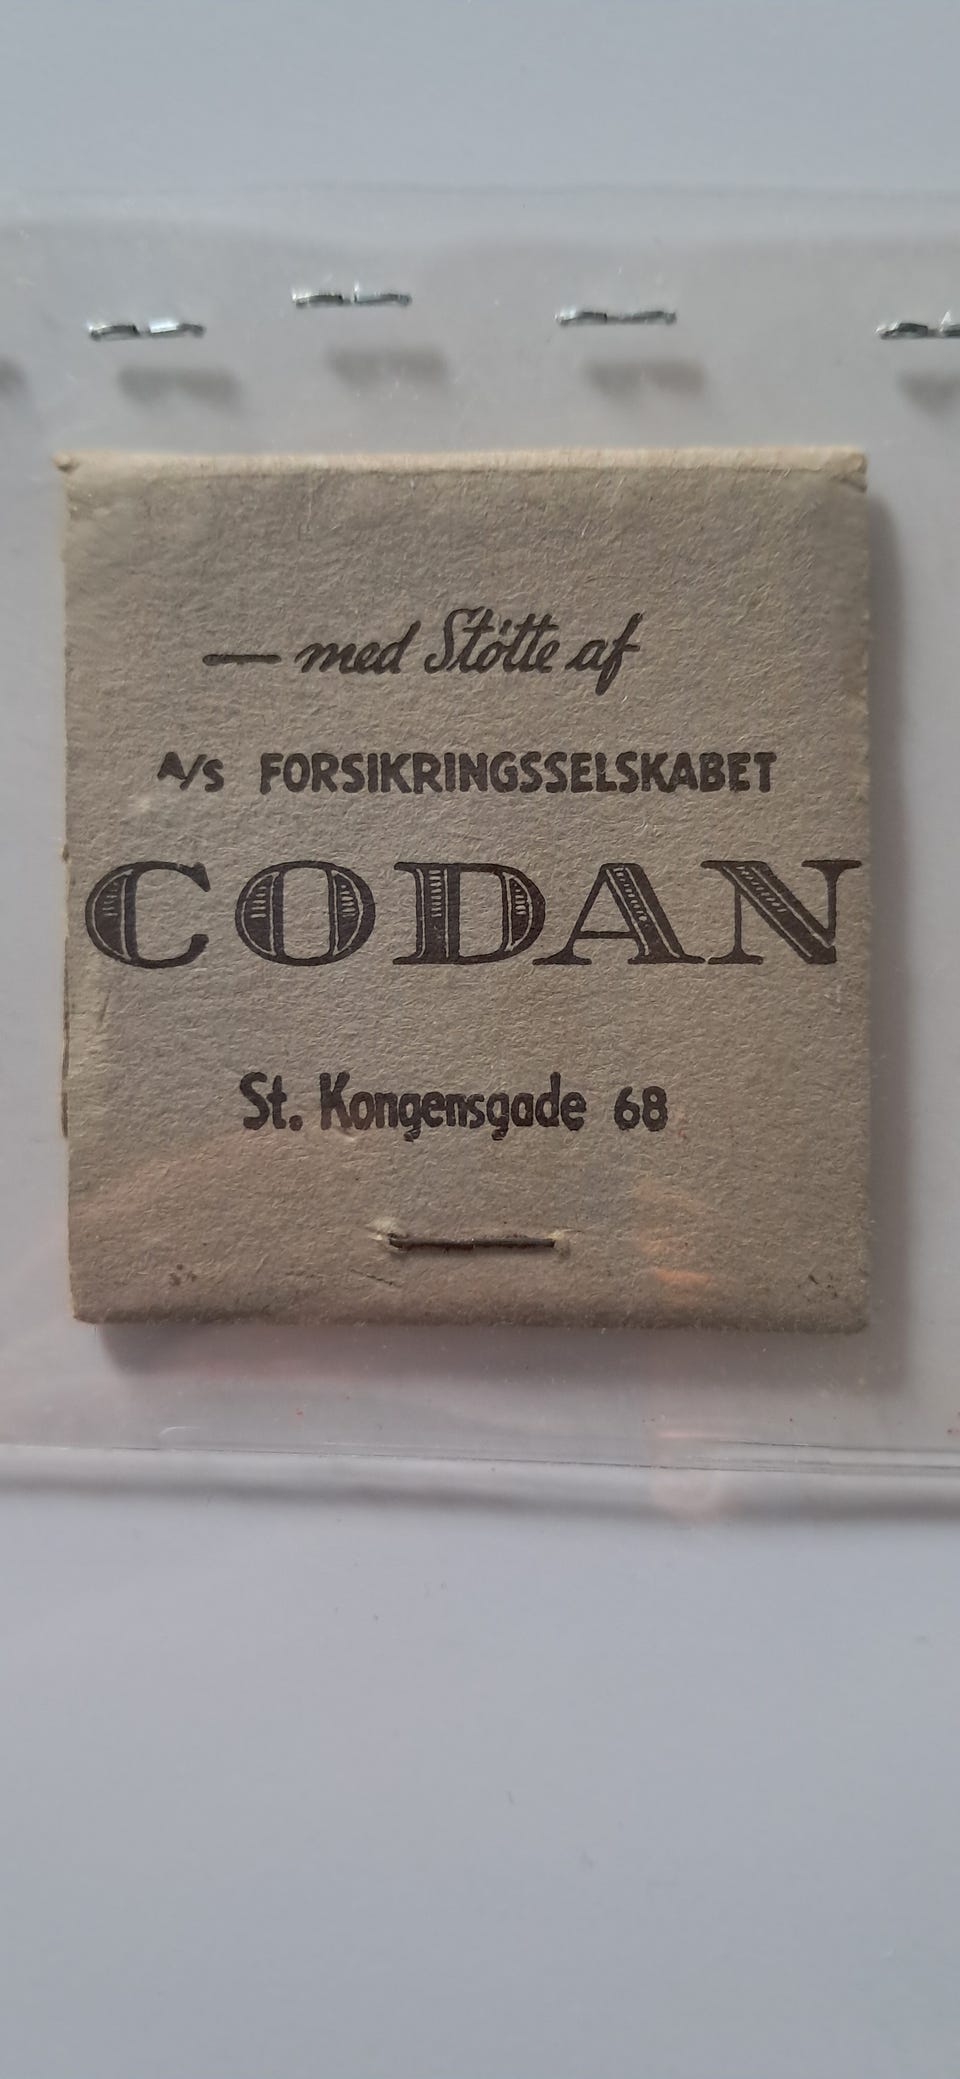 — med Støtte af
A/S FORSIKRINGSSELSKABET
CODAN
St. Kongensgade 68